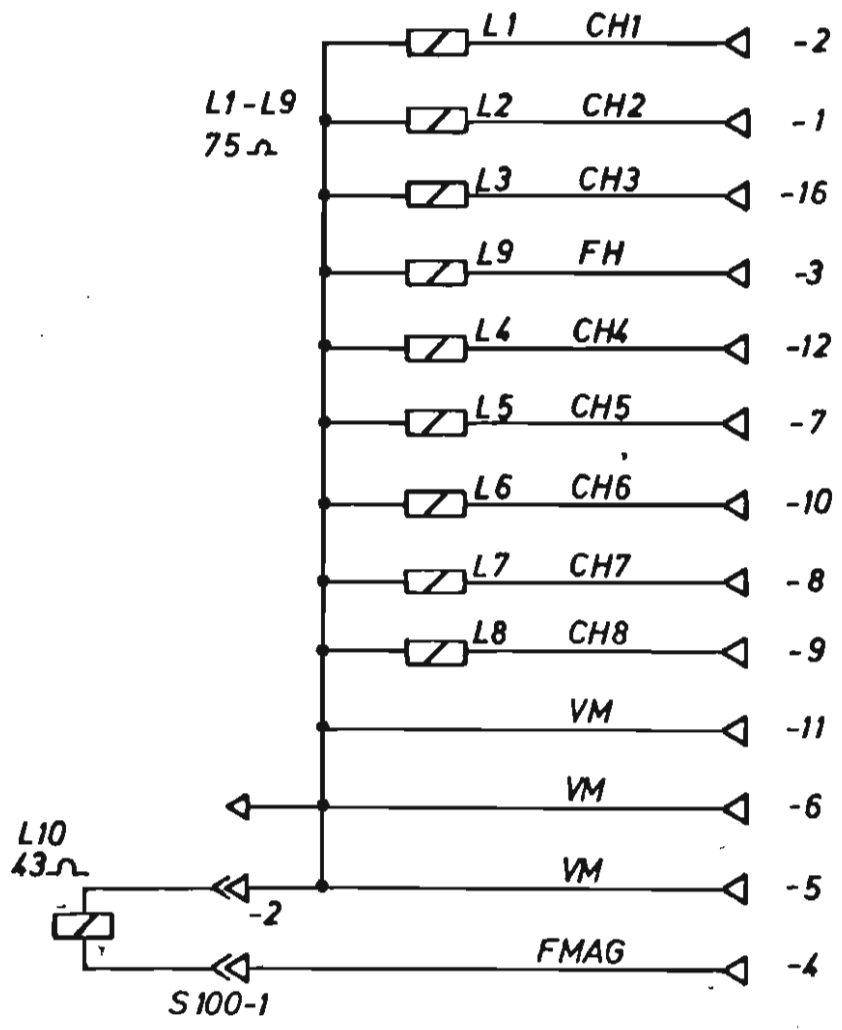 L1 CH1 -2
L1-L9
75Ω
L2 CH2 -1
L3 CH3 -16
L9 FH -3
L4 CH4 -12
L5 CH5 -7
L6 CH6 -10
L7 CH7 -8
L8 CH8 -9
VM -11
VM -6
L10
43Ω
VM -5
-2
FMAG -4
S100-1